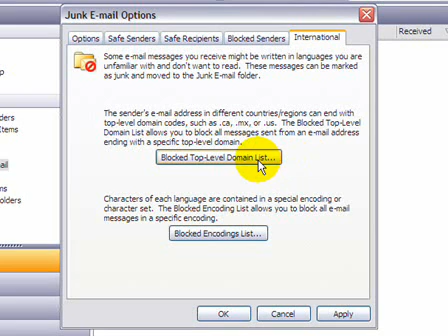 Junk E-mail Options
Received
Options
Safe Senders
Safe Recipients
Blocked Senders
International
Some e-mail messages you receive might be written in languages you are
unfamiliar with and don't want to read. These messages can be marked
as junk and moved to the Junk E-mail folder.
The sender's e-mail address in different countries/regions can end with
top-level domain codes, such as .ca, .mx, or .us. The Blocked Top-Level
Domain List allows you to block all messages sent from an e-mail address
ending with a specific top-level domain.
Blocked Top-Level Domain List...
Characters of each language are contained in a special encoding or
character set. The Blocked Encoding List allows you to block all e-mail
messages in a specific encoding.
Blocked Encodings List...
OK
Cancel
Apply